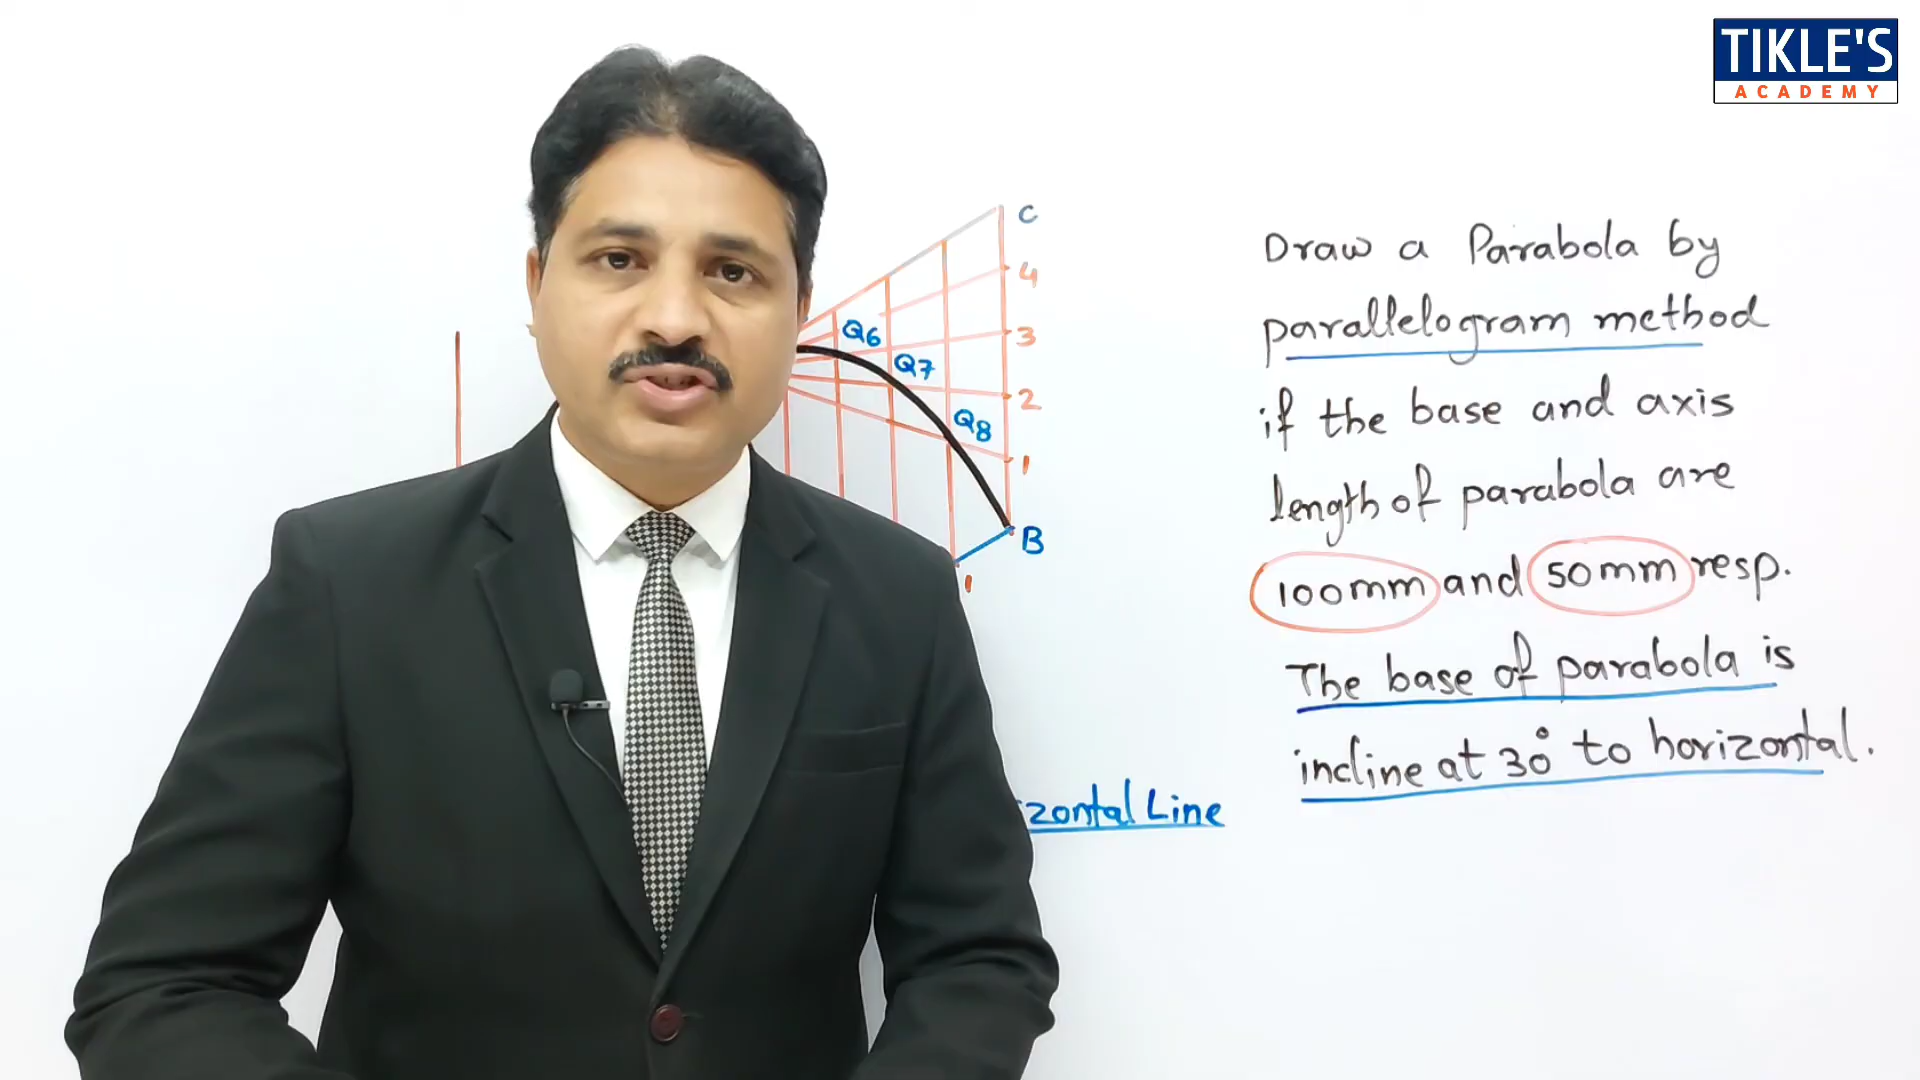 TIKLE'S
ACADEMY
C
4
Q6
3
Q7
2
Q8
1
B
1
Draw a Parabola by
parallelogram method
if the base and axis
length of parabola are
100mm and 50mm resp.
The base of parabola is
incline at 30° to horizontal.
Line